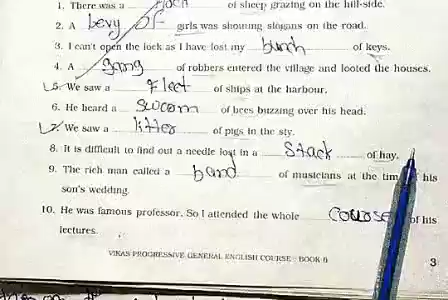 1. There was a flock of sheep grazing on the hill-side.
2. A bevy of girls was shouting slogans on the road.
3. I can't open the lock as I have lost my bunch of keys.
4. A gang of robbers entered the village and looted the houses.
5. We saw a Fleet of ships at the harbour.
6. He heard a Swcorm of bees buzzing over his head.
7. We saw a litter of pigs in the sty.
8. It is difficult to find out a needle lost in a Stack of hay.
9. The rich man called a band of musicians at the tim his
son's wedding.
10. He was famous professor. So I attended the whole Course of his
lectures.
VIKAS PROGRESSIVE GENERAL ENGLISH COURSE - BOOK 6
3